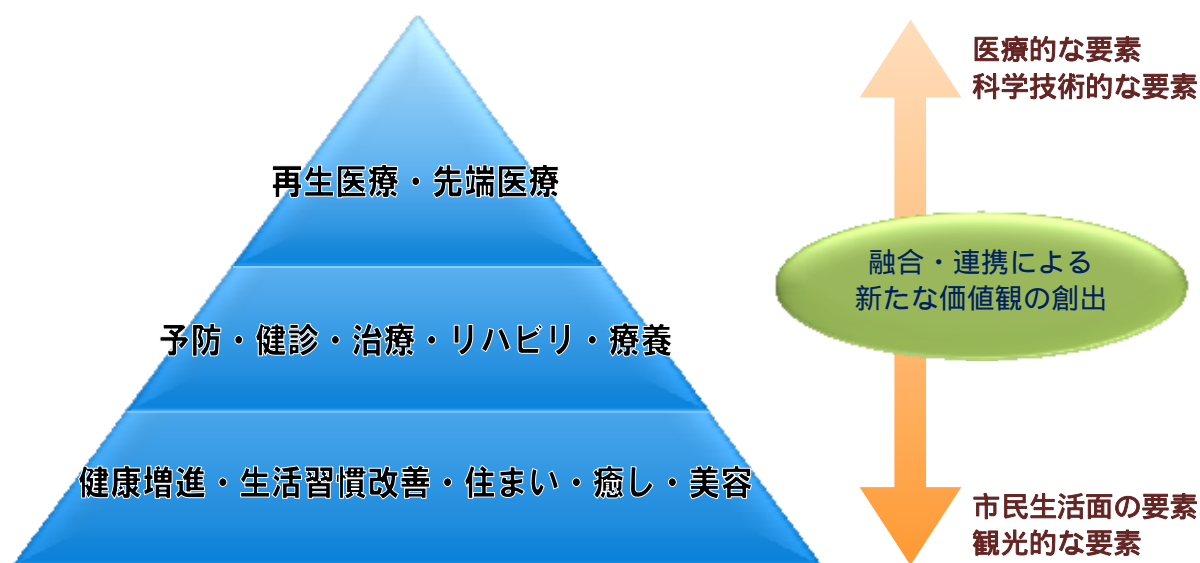 医療的な要素
科学技術的な要素
再生医療・先端医療
融合・連携による
新たな価値観の創出
予防・健診・治療・リハビリ・療養
健康増進・生活習慣改善・住まい・癒し・美容
市民生活面の要素
観光的な要素